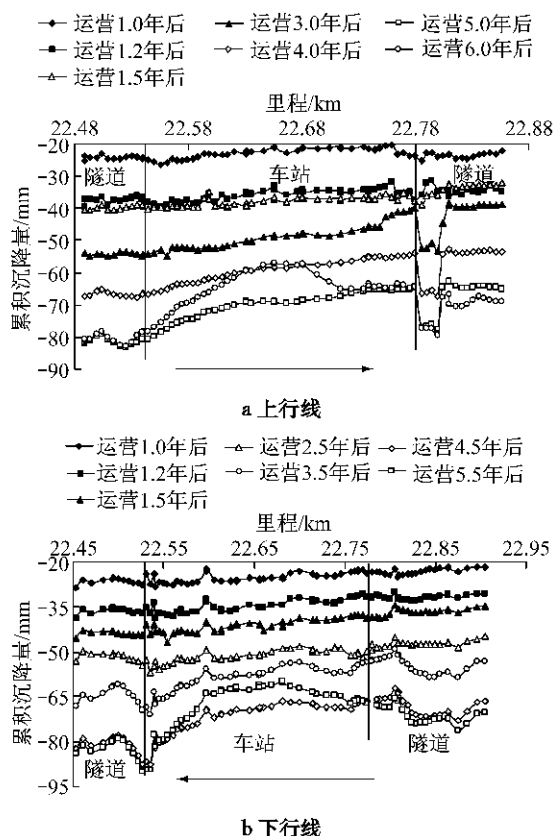 运营1.0年后 运营3.0年后 运营5.0年后
运营1.2年后 运营4.0年后 运营6.0年后
运营1.5年后
里程/km
22.48 22.58 22.68 22.78 22.88
-20
-30
-40
-50
-60
-70
-80
-90
累积沉降量/mm
隧道 车站 隧道
a 上行线
运营1.0年后 运营2.5年后 运营4.5年后
运营1.2年后 运营3.5年后 运营5.5年后
运营1.5年后
里程/km
22.45 22.55 22.65 22.75 22.85 22.95
-20
-35
-50
-65
-80
-95
累积沉降量/mm
隧道 车站 隧道
b 下行线